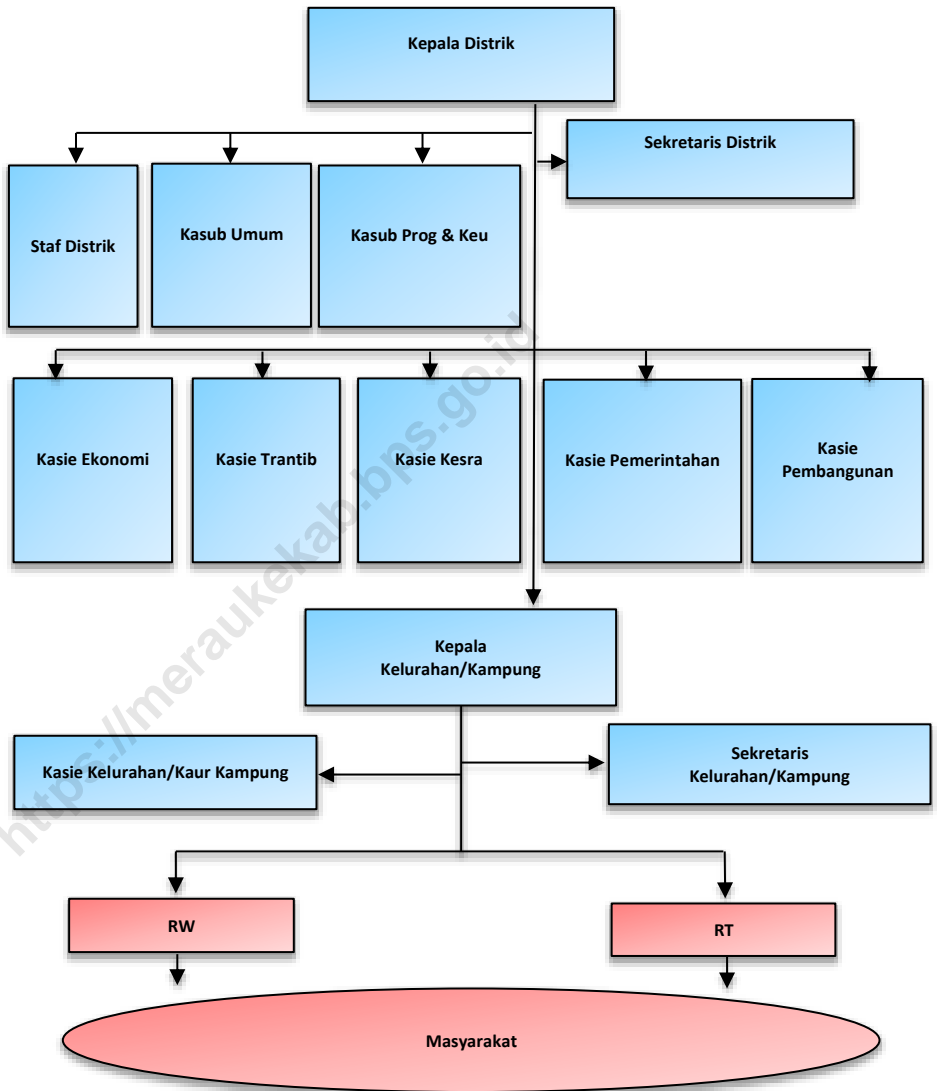 Kepala Distrik
Sekretaris Distrik
Staf Distrik
Kasub Umum
Kasub Prog & Keu
Kasie Ekonomi
Kasie Trantib
Kasie Kesra
Kasie Pemerintahan
Kasie
Pembangunan
Kepala
Kelurahan/Kampung
Kasie Kelurahan/Kaur Kampung
Sekretaris
Kelurahan/Kampung
RW
RT
Masyarakat
https://meraukekab.bps.go.id